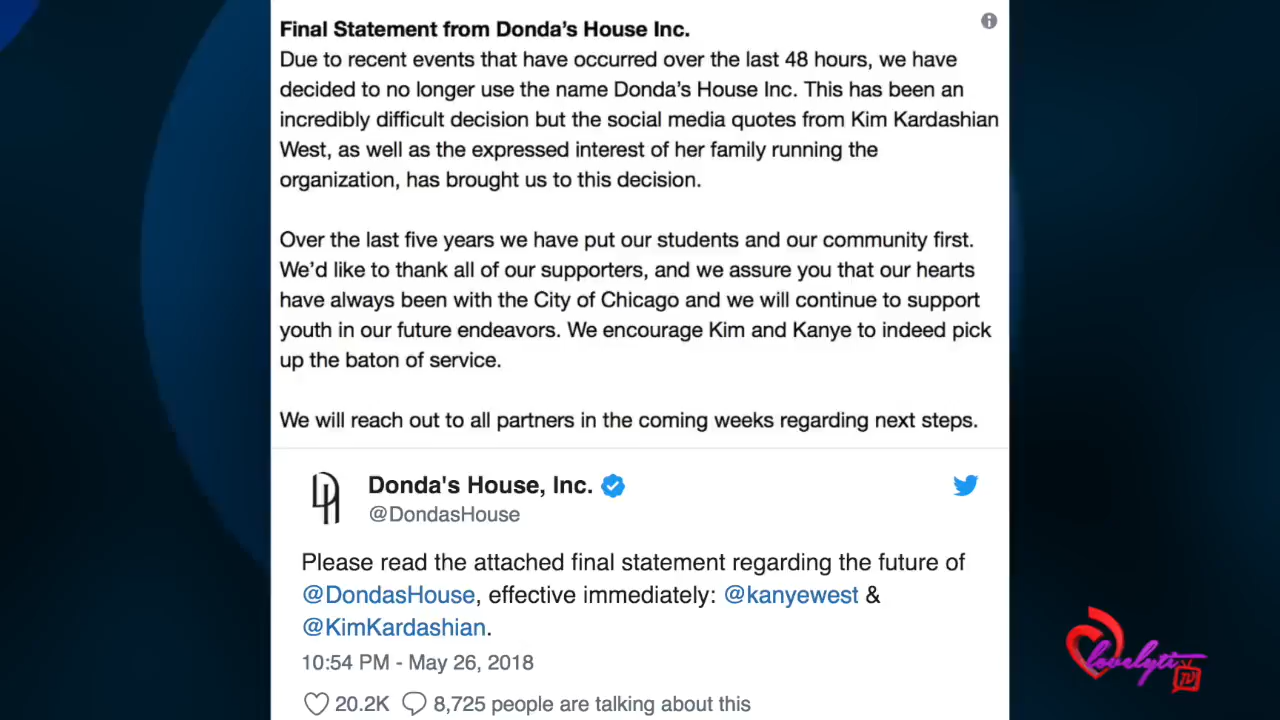 Final Statement from Donda’s House Inc.
Due to recent events that have occurred over the last 48 hours, we have
decided to no longer use the name Donda’s House Inc. This has been an
incredibly difficult decision but the social media quotes from Kim Kardashian
West, as well as the expressed interest of her family running the
organization, has brought us to this decision.
Over the last five years we have put our students and our community first.
We’d like to thank all of our supporters, and we assure you that our hearts
have always been with the City of Chicago and we will continue to support
youth in our future endeavors. We encourage Kim and Kanye to indeed pick
up the baton of service.
We will reach out to all partners in the coming weeks regarding next steps.
Donda's House, Inc.
@DondasHouse
Please read the attached final statement regarding the future of
@DondasHouse, effective immediately: @kanyewest &
@KimKardashian.
10:54 PM - May 26, 2018
20.2K 8,725 people are talking about this
lovelyti TV